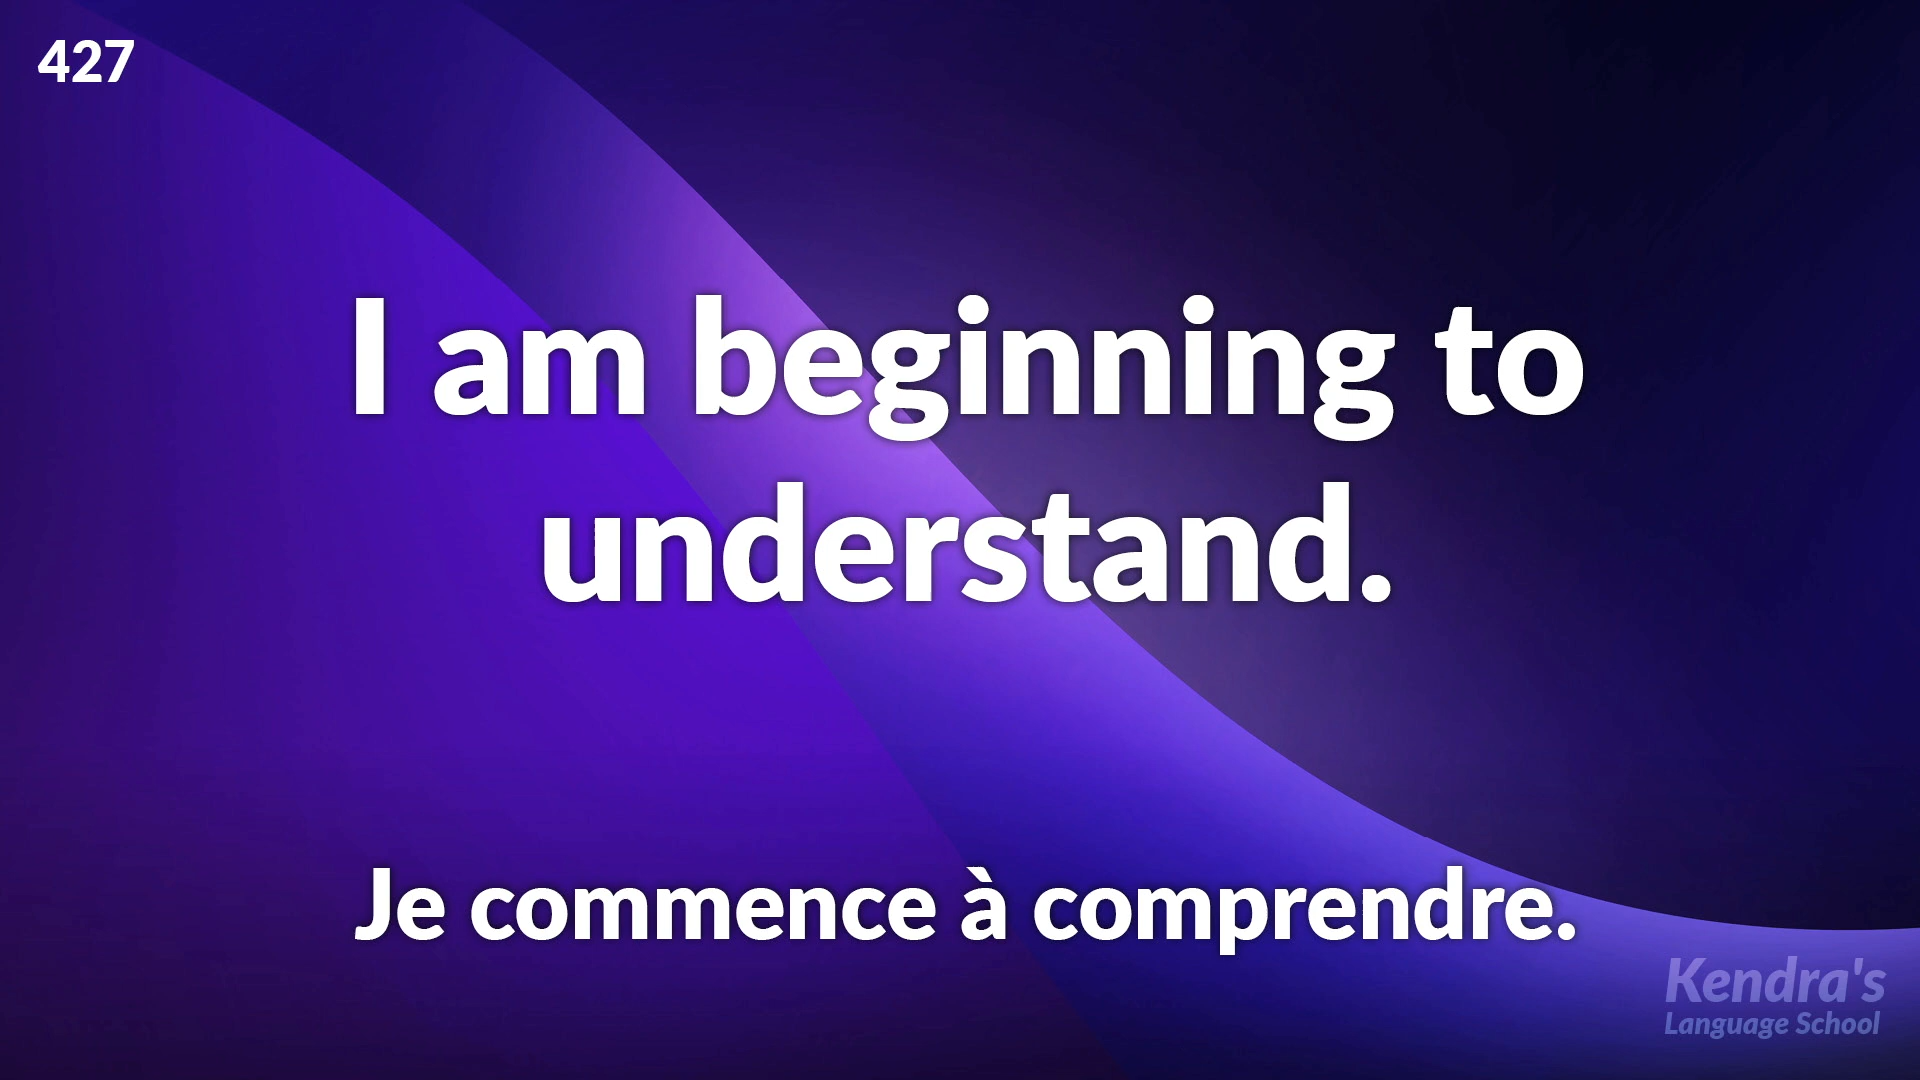 427
I am beginning to
understand.
Je commence à comprendre.
Kendra's
Language School